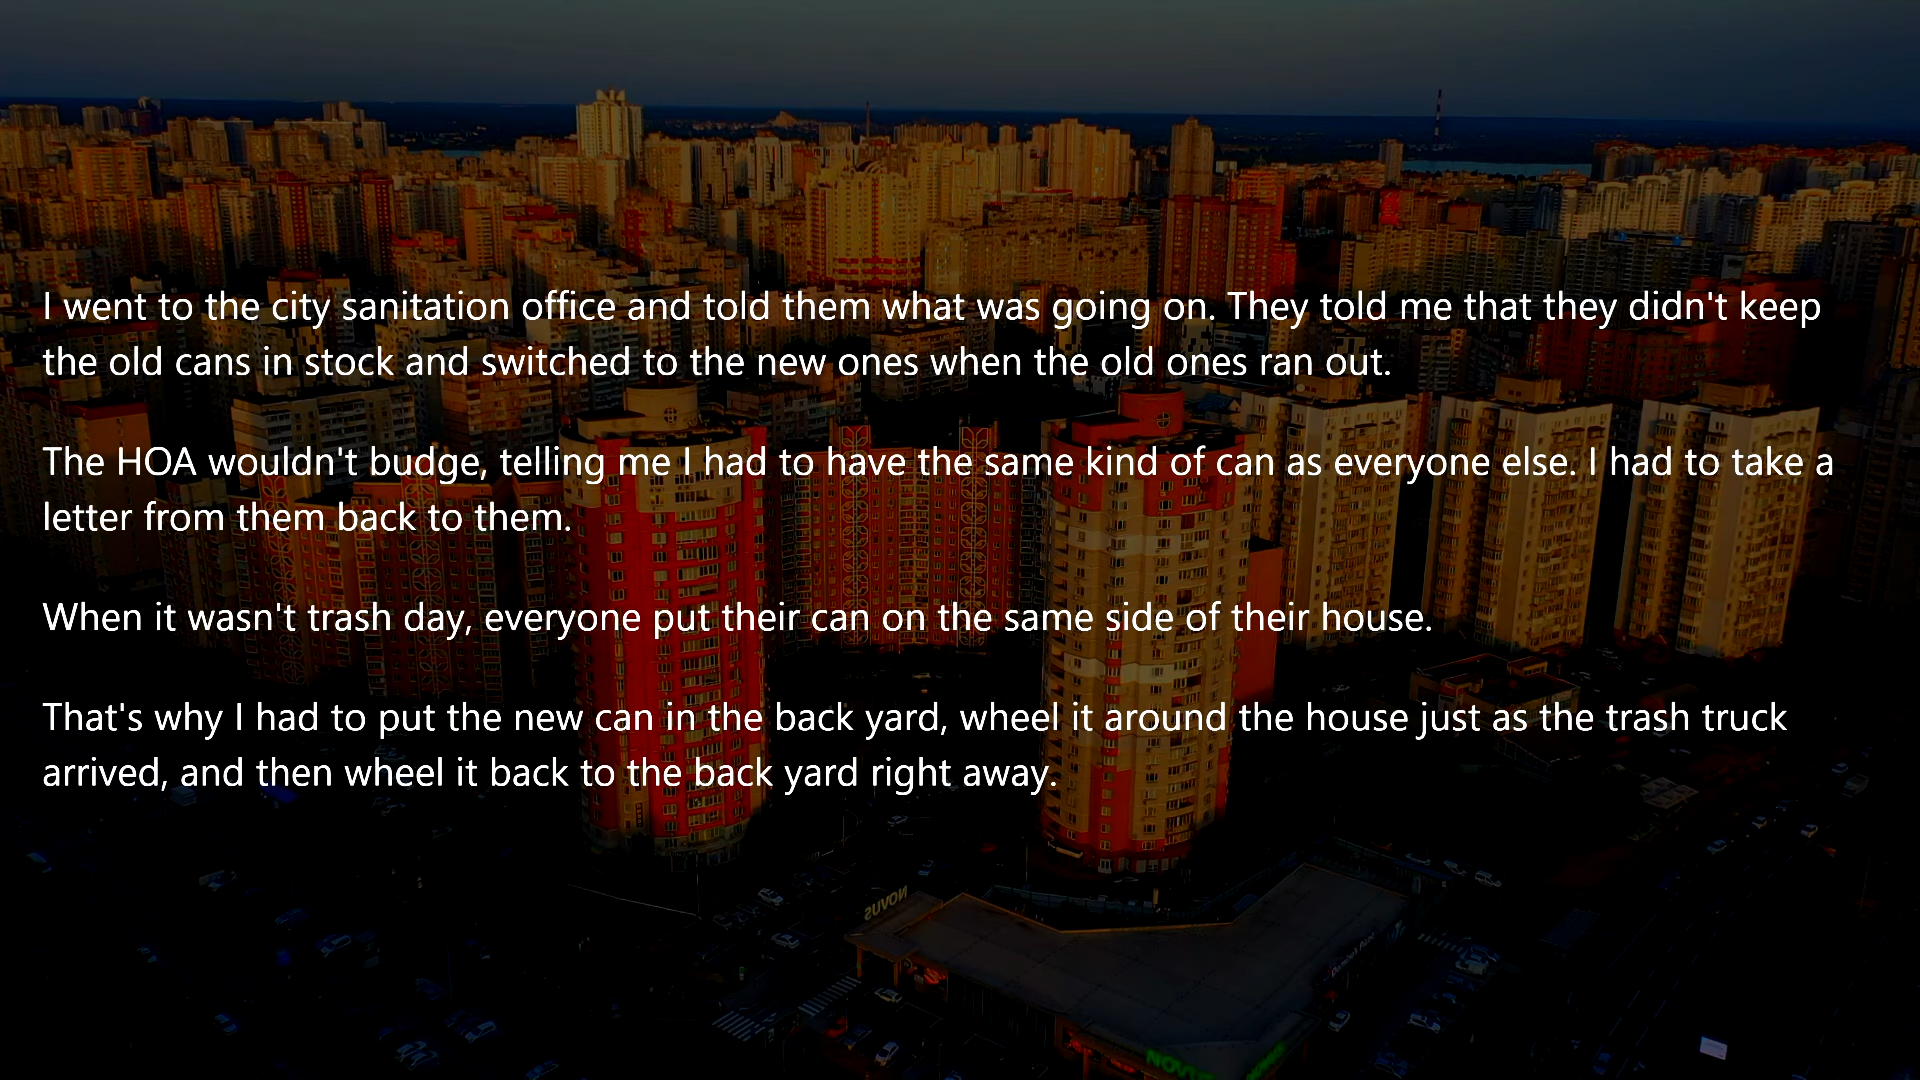 I went to the city sanitation office and told them what was going on. They told me that they didn't keep
the old cans in stock and switched to the new ones when the old ones ran out.
The HOA wouldn't budge, telling me I had to have the same kind of can as everyone else. I had to take a
letter from them back to them.
When it wasn't trash day, everyone put their can on the same side of their house.
That's why I had to put the new can in the back yard, wheel it around the house just as the trash truck
arrived, and then wheel it back to the back yard right away.
NOVUS